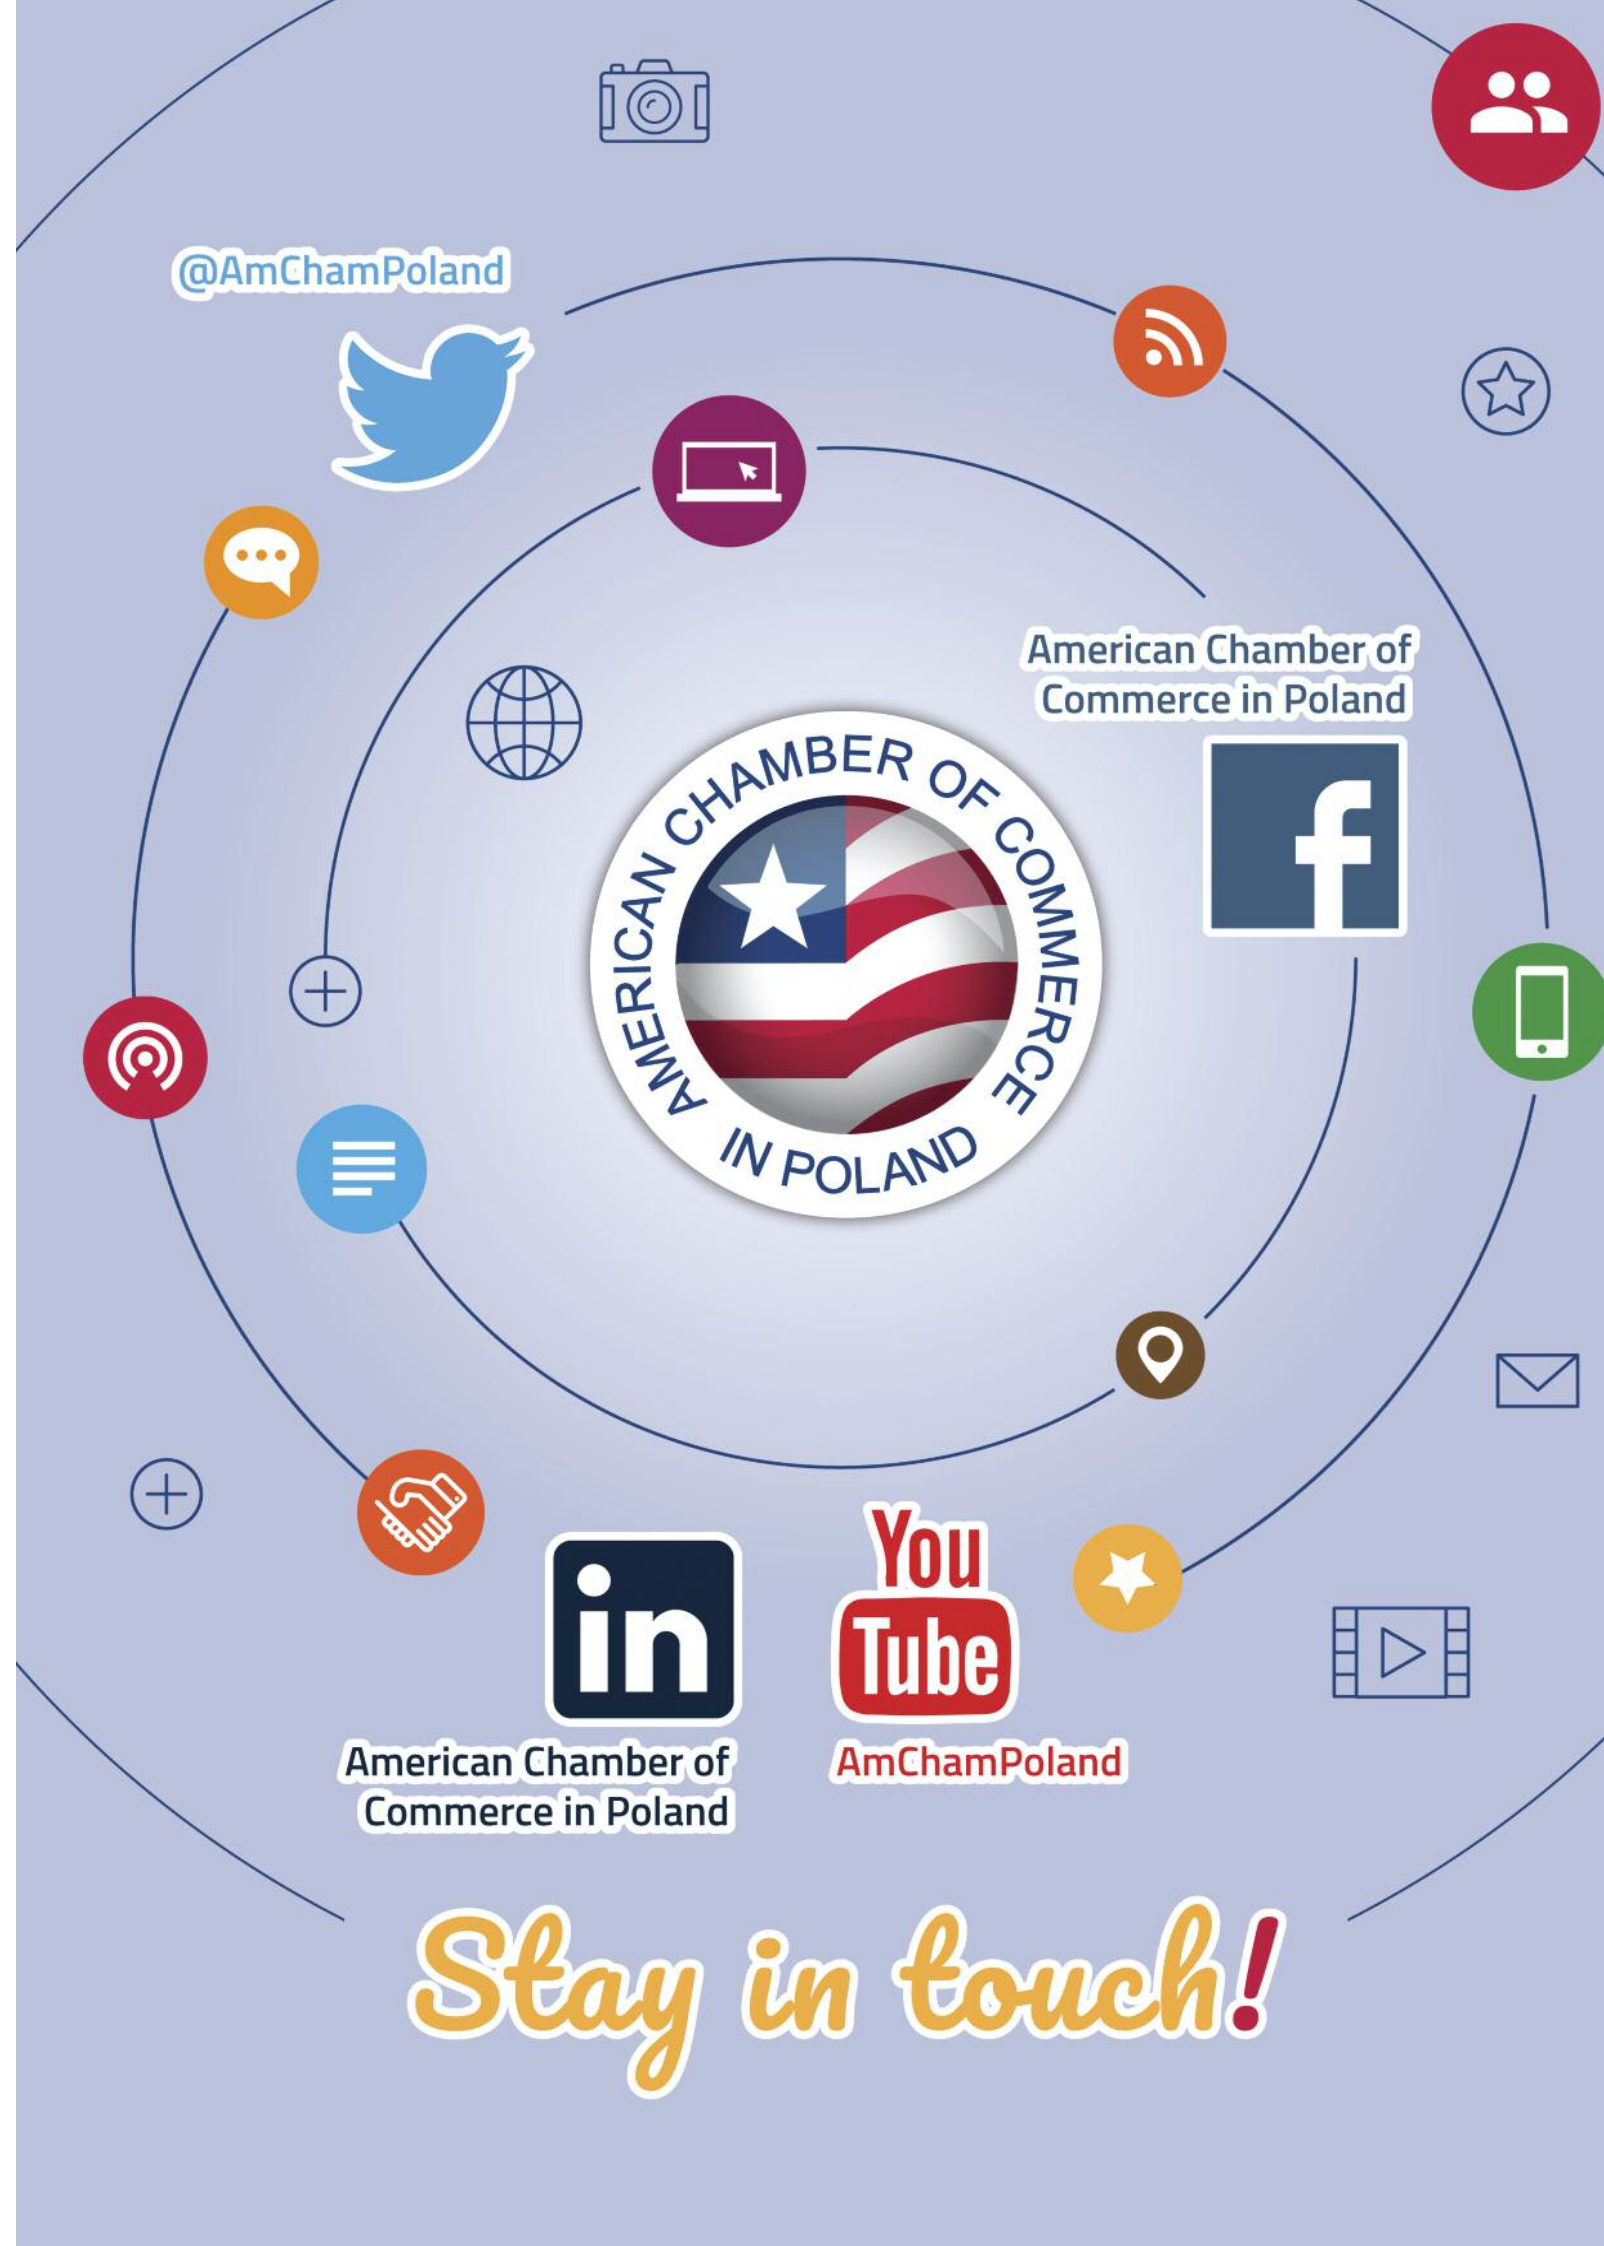 @AmChamPoland
American Chamber of
Commerce in Poland
f
AMERICAN CHAMBER OF COMMERCE
IN POLAND
in
You
Tube
American Chamber of
Commerce in Poland
AmChamPoland
Stay in touch!